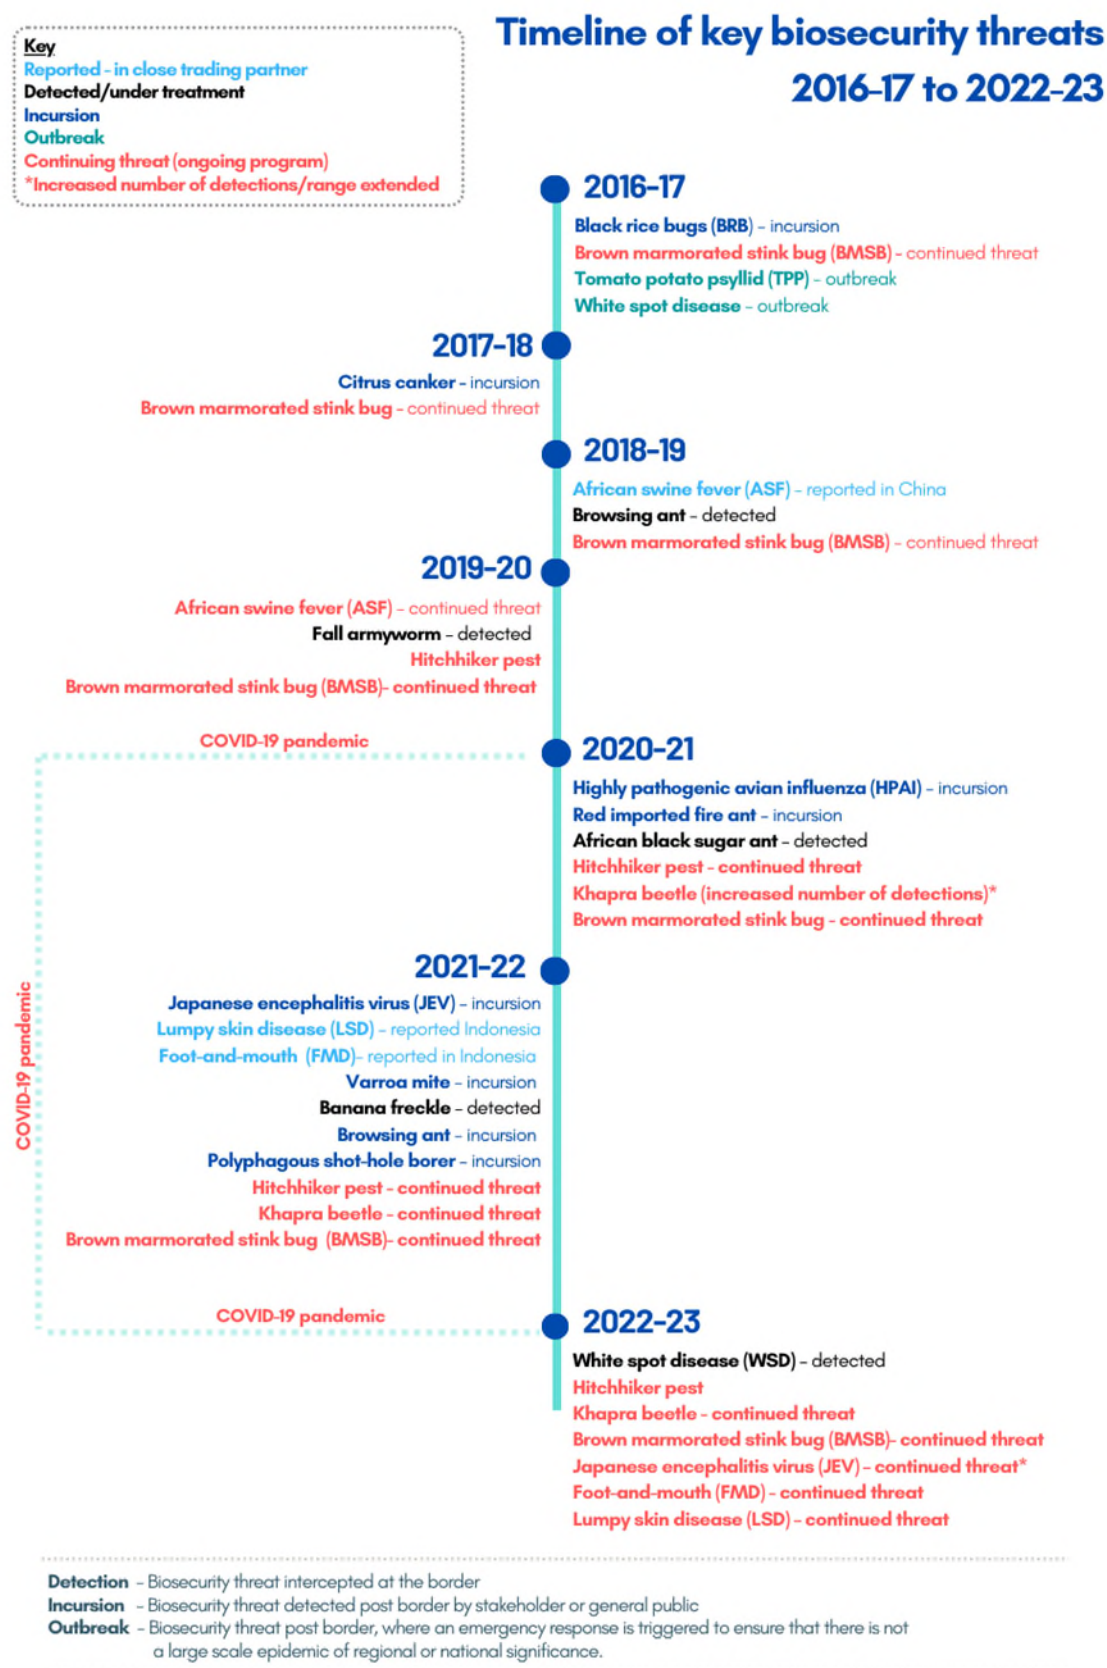 Timeline of key biosecurity threats
2016-17 to 2022-23
Key
Reported - in close trading partner
Detected/under treatment
Incursion
Outbreak
Continuing threat (ongoing program)
*Increased number of detections/range extended
2016-17
Black rice bugs (BRB) - incursion
Brown marmorated stink bug (BMSB) - continued threat
Tomato potato psyllid (TPP) - outbreak
White spot disease - outbreak
2017-18
Citrus canker - incursion
Brown marmorated stink bug - continued threat
2018-19
African swine fever (ASF) - reported in China
Browsing ant - detected
Brown marmorated stink bug (BMSB) - continued threat
2019-20
African swine fever (ASF) - continued threat
Fall armyworm - detected
Hitchhiker pest
Brown marmorated stink bug (BMSB)- continued threat
COVID-19 pandemic
2020-21
Highly pathogenic avian influenza (HPAI) - incursion
Red imported fire ant - incursion
African black sugar ant - detected
Hitchhiker pest - continued threat
Khapra beetle (increased number of detections)*
Brown marmorated stink bug - continued threat
COVID-19 pandemic
2021-22
Japanese encephalitis virus (JEV) - incursion
Lumpy skin disease (LSD) - reported Indonesia
Foot-and-mouth (FMD)- reported in Indonesia
Varroa mite - incursion
Banana freckle - detected
Browsing ant - incursion
Polyphagous shot-hole borer - incursion
Hitchhiker pest - continued threat
Khapra beetle - continued threat
Brown marmorated stink bug (BMSB)- continued threat
COVID-19 pandemic
2022-23
White spot disease (WSD) - detected
Hitchhiker pest
Khapra beetle - continued threat
Brown marmorated stink bug (BMSB)- continued threat
Japanese encephalitis virus (JEV) - continued threat*
Foot-and-mouth (FMD) - continued threat
Lumpy skin disease (LSD) - continued threat
Detection - Biosecurity threat intercepted at the border
Incursion - Biosecurity threat detected post border by stakeholder or general public
Outbreak - Biosecurity threat post border, where an emergency response is triggered to ensure that there is not
a large scale epidemic of regional or national significance.